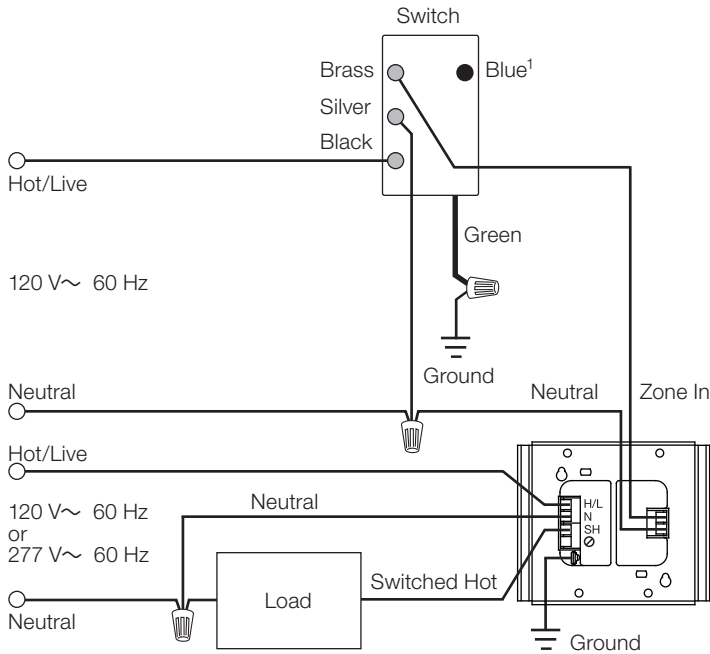 Switch
Brass
Blue¹
Silver
Black
Hot/Live
Green
120 V～ 60 Hz
Ground
Neutral
Neutral
Zone In
Hot/Live
H/L
N
SH
Neutral
120 V～ 60 Hz
or
277 V～ 60 Hz
Switched Hot
Load
Neutral
Ground